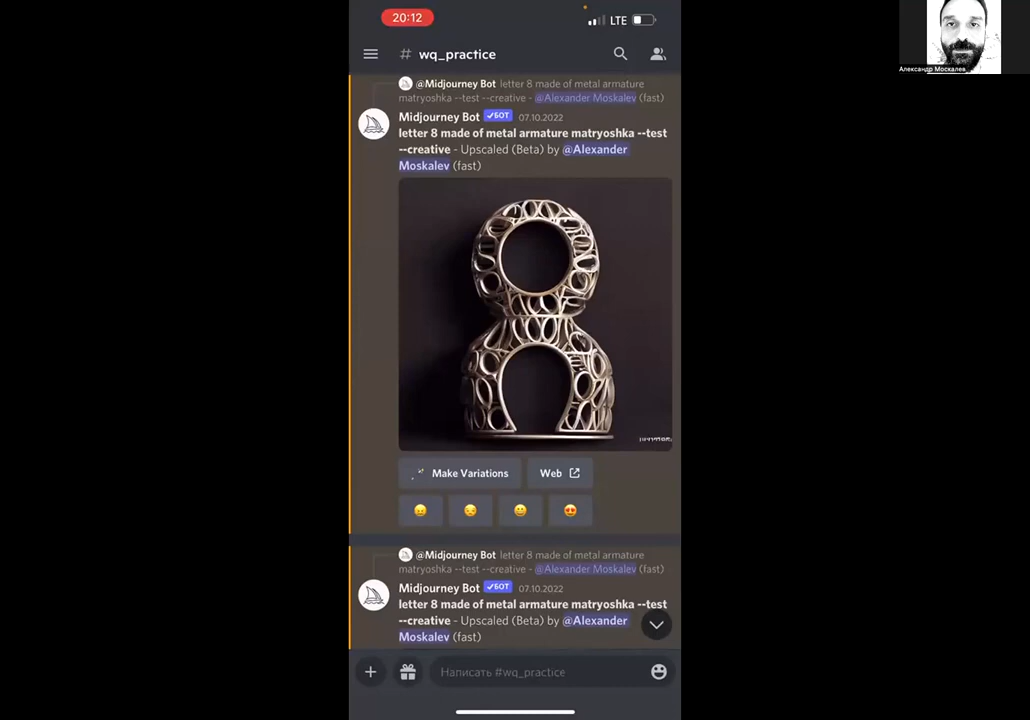 20:12
LTE
# wq_practice
@Midjourney Bot letter 8 made of metal armature
matryoshka --test --creative - @Alexander Moskalev (fast)
Midjourney Bot ✓БОТ 07.10.2022
letter 8 made of metal armature matryoshka --test
--creative - Upscaled (Beta) by @Alexander
Moskalev (fast)
Make Variations Web
@Midjourney Bot letter 8 made of metal armature
matryoshka --test --creative - @Alexander Moskalev (fast)
Midjourney Bot ✓БОТ 07.10.2022
letter 8 made of metal armature matryoshka --test
--creative - Upscaled (Beta) by @Alexander
Moskalev (fast)
Написать #wq_practice
Александр Москалев